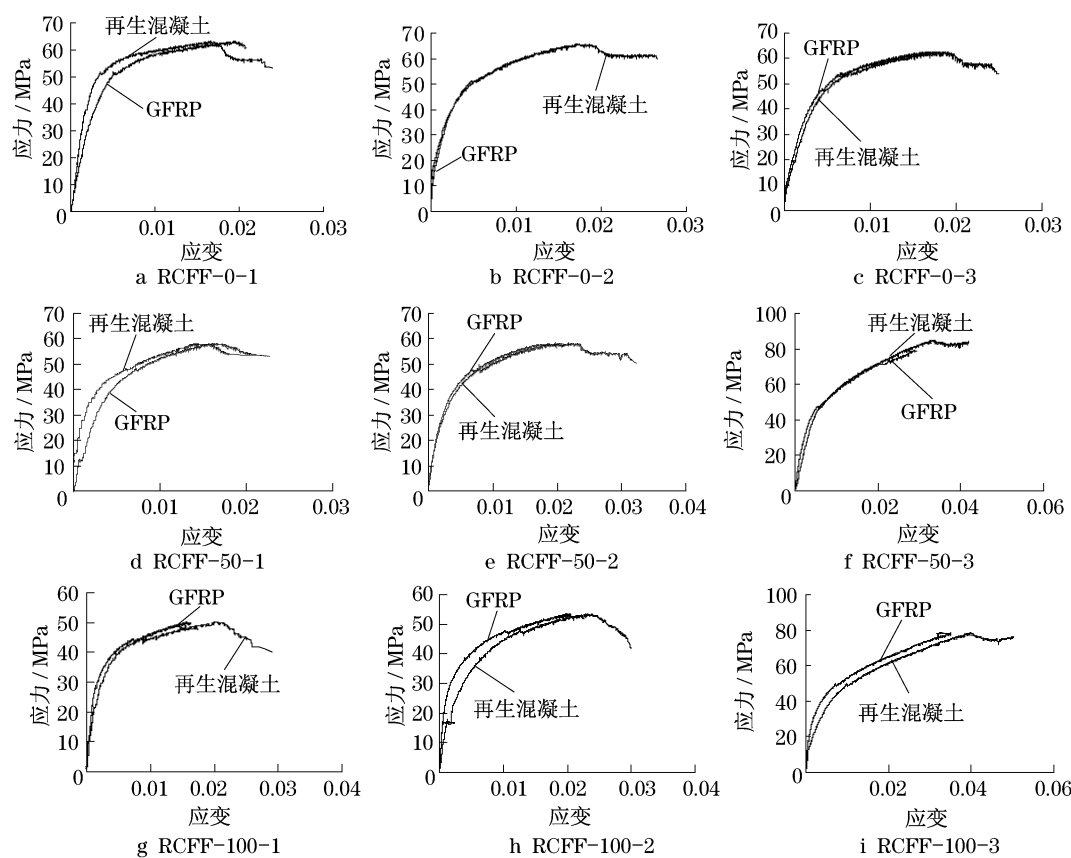 70
60
50
40
30
20
10
0
应力 / MPa
再生混凝土
GFRP
0.01
0.02
0.03
应变
a RCFF-0-1
70
60
50
40
30
20
10
0
应力 / MPa
再生混凝土
GFRP
0.01
0.02
0.03
应变
b RCFF-0-2
70
60
50
40
30
20
10
0
应力 / MPa
GFRP
再生混凝土
0.01
0.02
0.03
应变
c RCFF-0-3
70
60
50
40
30
20
10
0
应力 / MPa
再生混凝土
GFRP
0.01
0.02
0.03
应变
d RCFF-50-1
70
60
50
40
30
20
10
0
应力 / MPa
GFRP
再生混凝土
0.01
0.02
0.03
0.04
应变
e RCFF-50-2
100
80
60
40
20
0
应力 / MPa
再生混凝土
GFRP
0.02
0.04
0.06
应变
f RCFF-50-3
60
50
40
30
20
10
0
应力 / MPa
GFRP
再生混凝土
0.01
0.02
0.03
0.04
应变
g RCFF-100-1
60
50
40
30
20
10
0
应力 / MPa
GFRP
再生混凝土
0.01
0.02
0.03
0.04
应变
h RCFF-100-2
100
80
60
40
20
0
应力 / MPa
GFRP
再生混凝土
0.02
0.04
0.06
应变
i RCFF-100-3